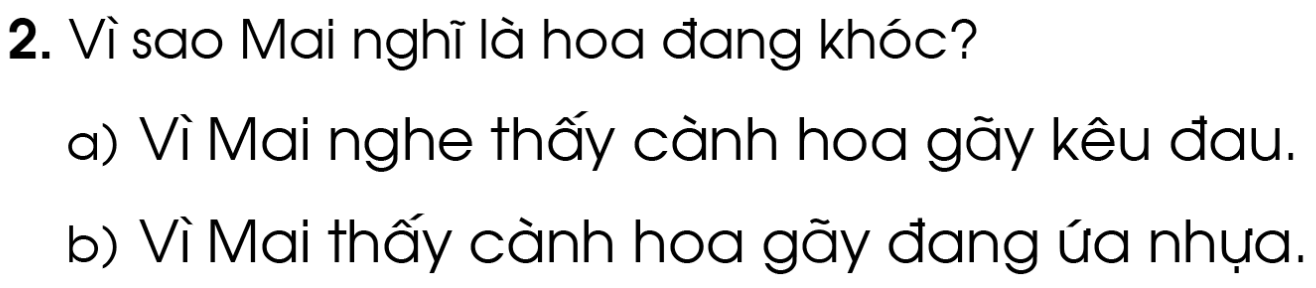 2. Vì sao Mai nghĩ là hoa đang khóc?
a) Vì Mai nghe thấy cành hoa gãy kêu đau.
b) Vì Mai thấy cành hoa gãy đang ứa nhựa.